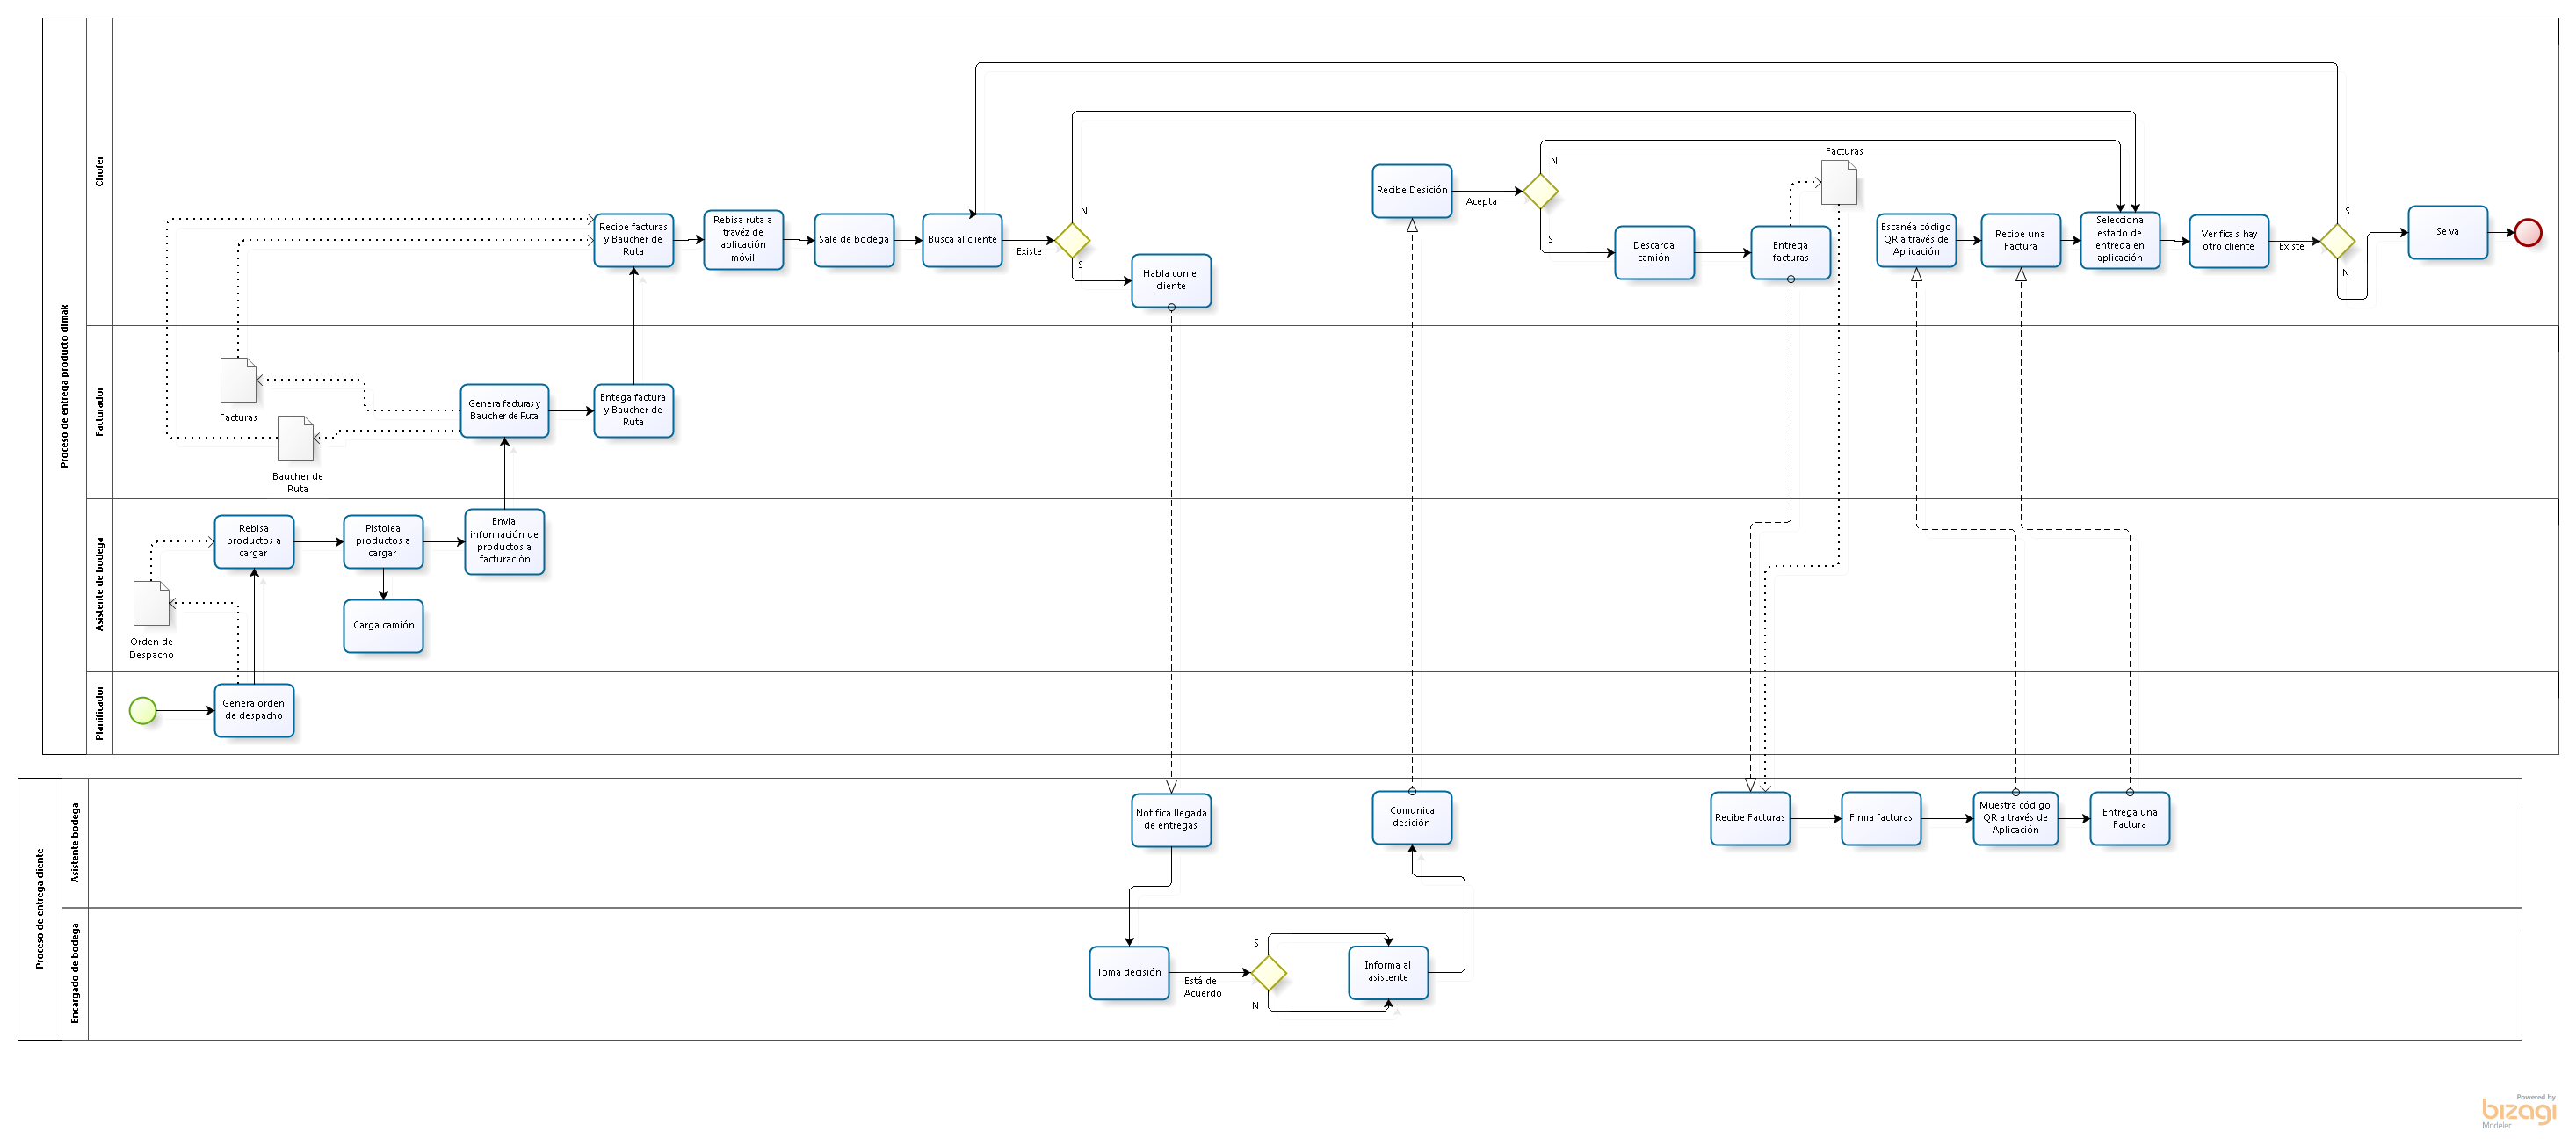 Proceso de entrega producto dimak
Chofer
Recibe facturas
y Baucher de
Ruta
Rebisa ruta a
travéz de
aplicación
móvil
Sale de bodega
Busca al cliente
Existe
N
S
Habla con el
cliente
Recibe Desición
Acepta
N
S
Descarga
camión
Entrega
facturas
Facturas
Escanéa código
QR a través de
Aplicación
Recibe una
Factura
Selecciona
estado de
entrega en
aplicación
Verifica si hay
otro cliente
Existe
S
N
Se va
Facturador
Facturas
Baucher de
Ruta
Genera facturas y
Baucher de Ruta
Entega factura
y Baucher de
Ruta
Asistente de bodega
Rebisa
productos a
cargar
Pistolea
productos a
cargar
Envia
información de
productos a
facturación
Carga camión
Orden de
Despacho
Planificador
Genera orden
de despacho
Proceso de entrega cliente
Asistente bodega
Notifica llegada
de entregas
Comunica
desición
Recibe Facturas
Firma facturas
Muestra código
QR a través de
Aplicación
Entrega una
Factura
Encargado de bodega
Toma decisión
Está de
Acuerdo
S
N
Informa al
asistente
Powered by
bizagi
Modeler